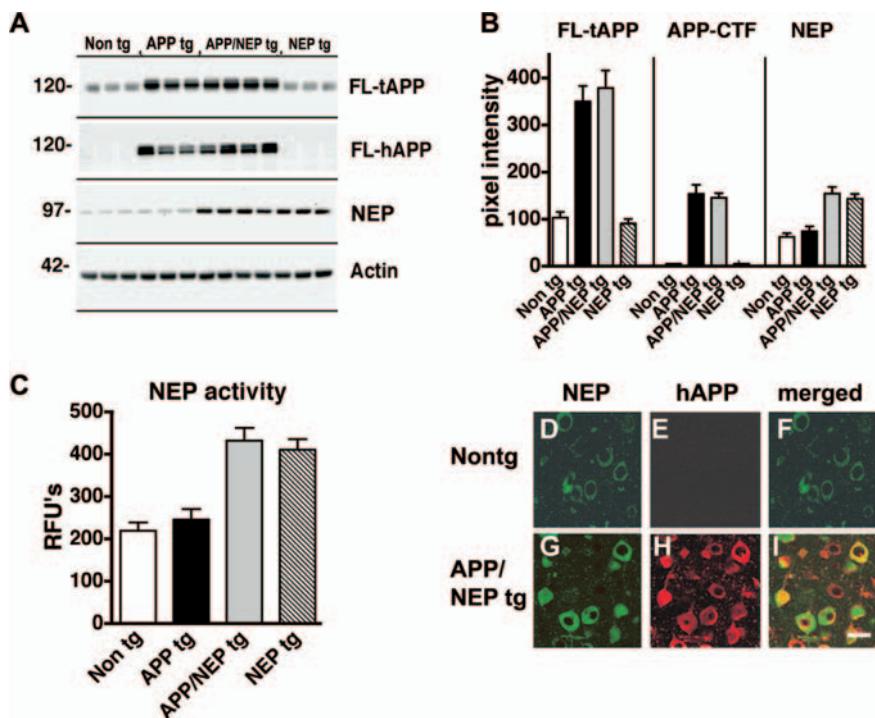 A
Non tg APP tg APP/NEP tg NEP tg
120- FL-tAPP
120- FL-hAPP
97- NEP
42- Actin
B
FL-tAPP APP-CTF NEP
pixel intensity
400
300
200
100
0
Non tg APP tg APP/NEP tg NEP tg Non tg APP tg APP/NEP tg NEP tg Non tg APP tg APP/NEP tg NEP tg
C
NEP activity
RFU's
500
400
300
200
100
0
Non tg APP tg APP/NEP tg NEP tg
NEP hAPP merged
Nontg D E F
APP/
NEP tg G H I